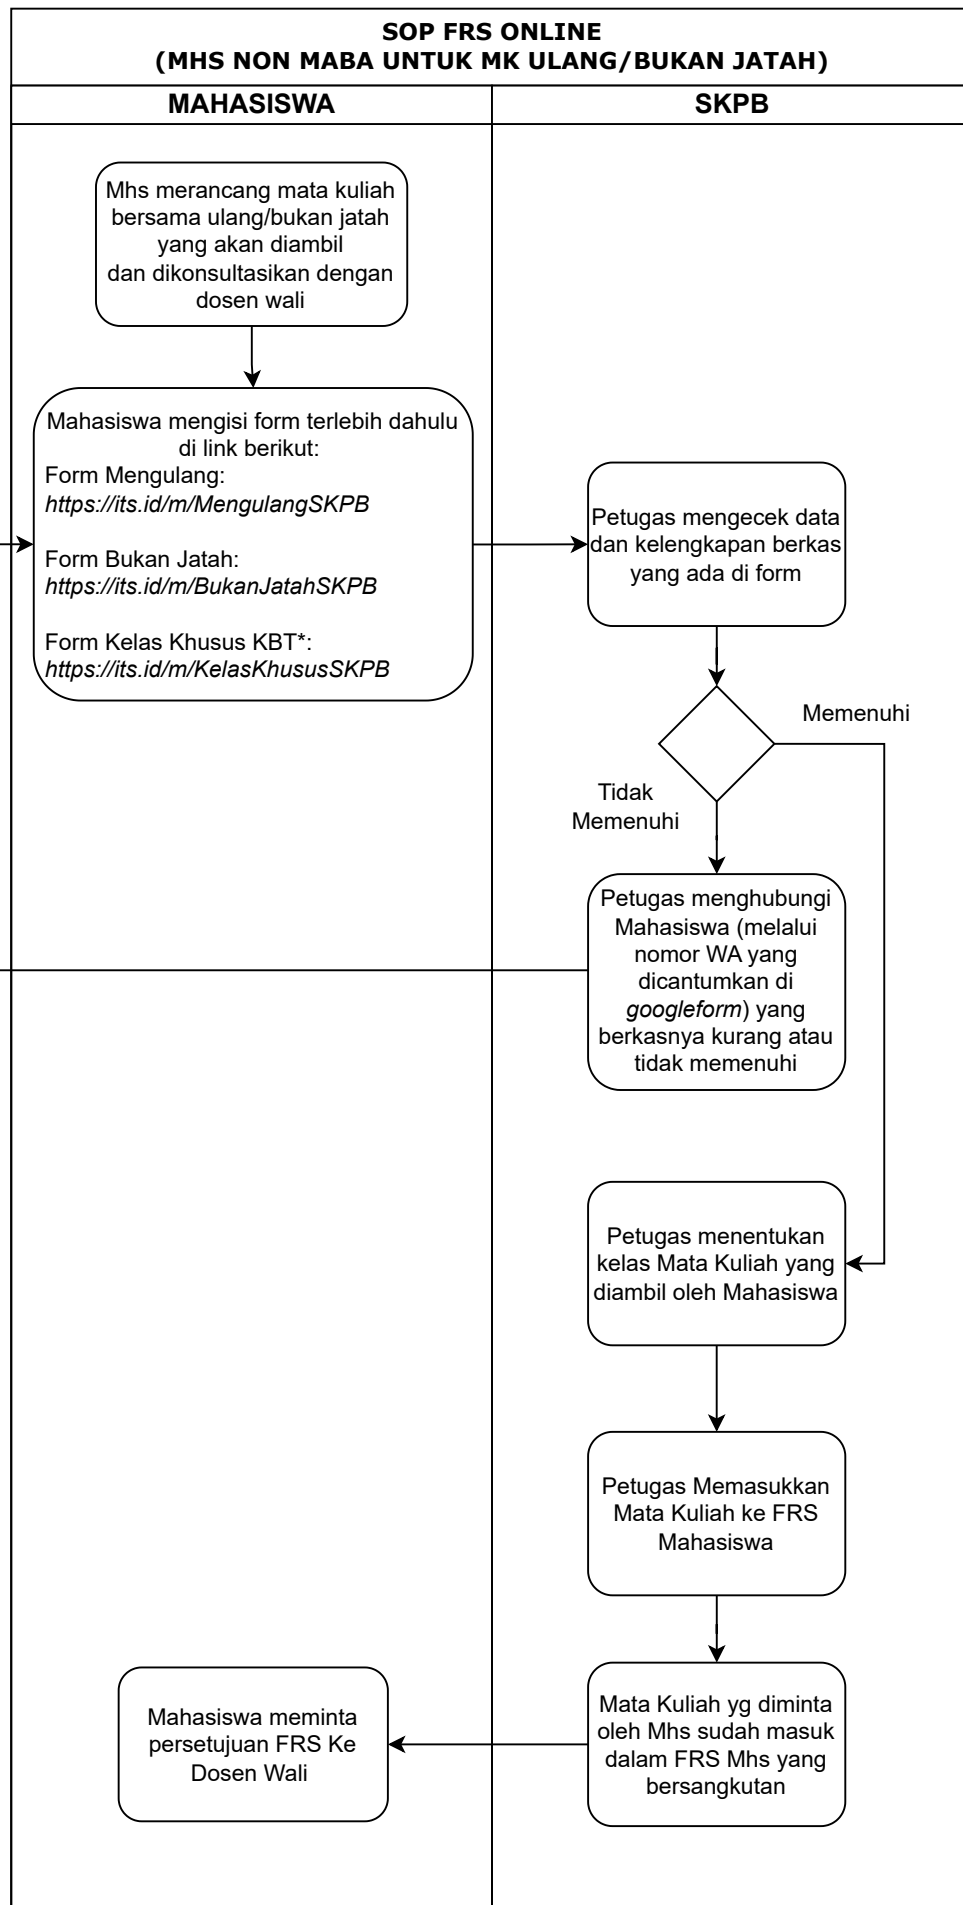 SOP FRS ONLINE
(MHS NON MABA UNTUK MK ULANG/BUKAN JATAH)
MAHASISWA
SKPB
Mhs merancang mata kuliah
bersama ulang/bukan jatah
yang akan diambil
dan dikonsultasikan dengan
dosen wali
Mahasiswa mengisi form terlebih dahulu
di link berikut:
Form Mengulang:
https://its.id/m/MengulangSKPB
Form Bukan Jatah:
https://its.id/m/BukanJatahSKPB
Form Kelas Khusus KBT*:
https://its.id/m/KelasKhususSKPB
Petugas mengecek data
dan kelengkapan berkas
yang ada di form
Memenuhi
Tidak
Memenuhi
Petugas menghubungi
Mahasiswa (melalui
nomor WA yang
dicantumkan di
googleform) yang
berkasnya kurang atau
tidak memenuhi
Petugas menentukan
kelas Mata Kuliah yang
diambil oleh Mahasiswa
Petugas Memasukkan
Mata Kuliah ke FRS
Mahasiswa
Mata Kuliah yg diminta
oleh Mhs sudah masuk
dalam FRS Mhs yang
bersangkutan
Mahasiswa meminta
persetujuan FRS Ke
Dosen Wali